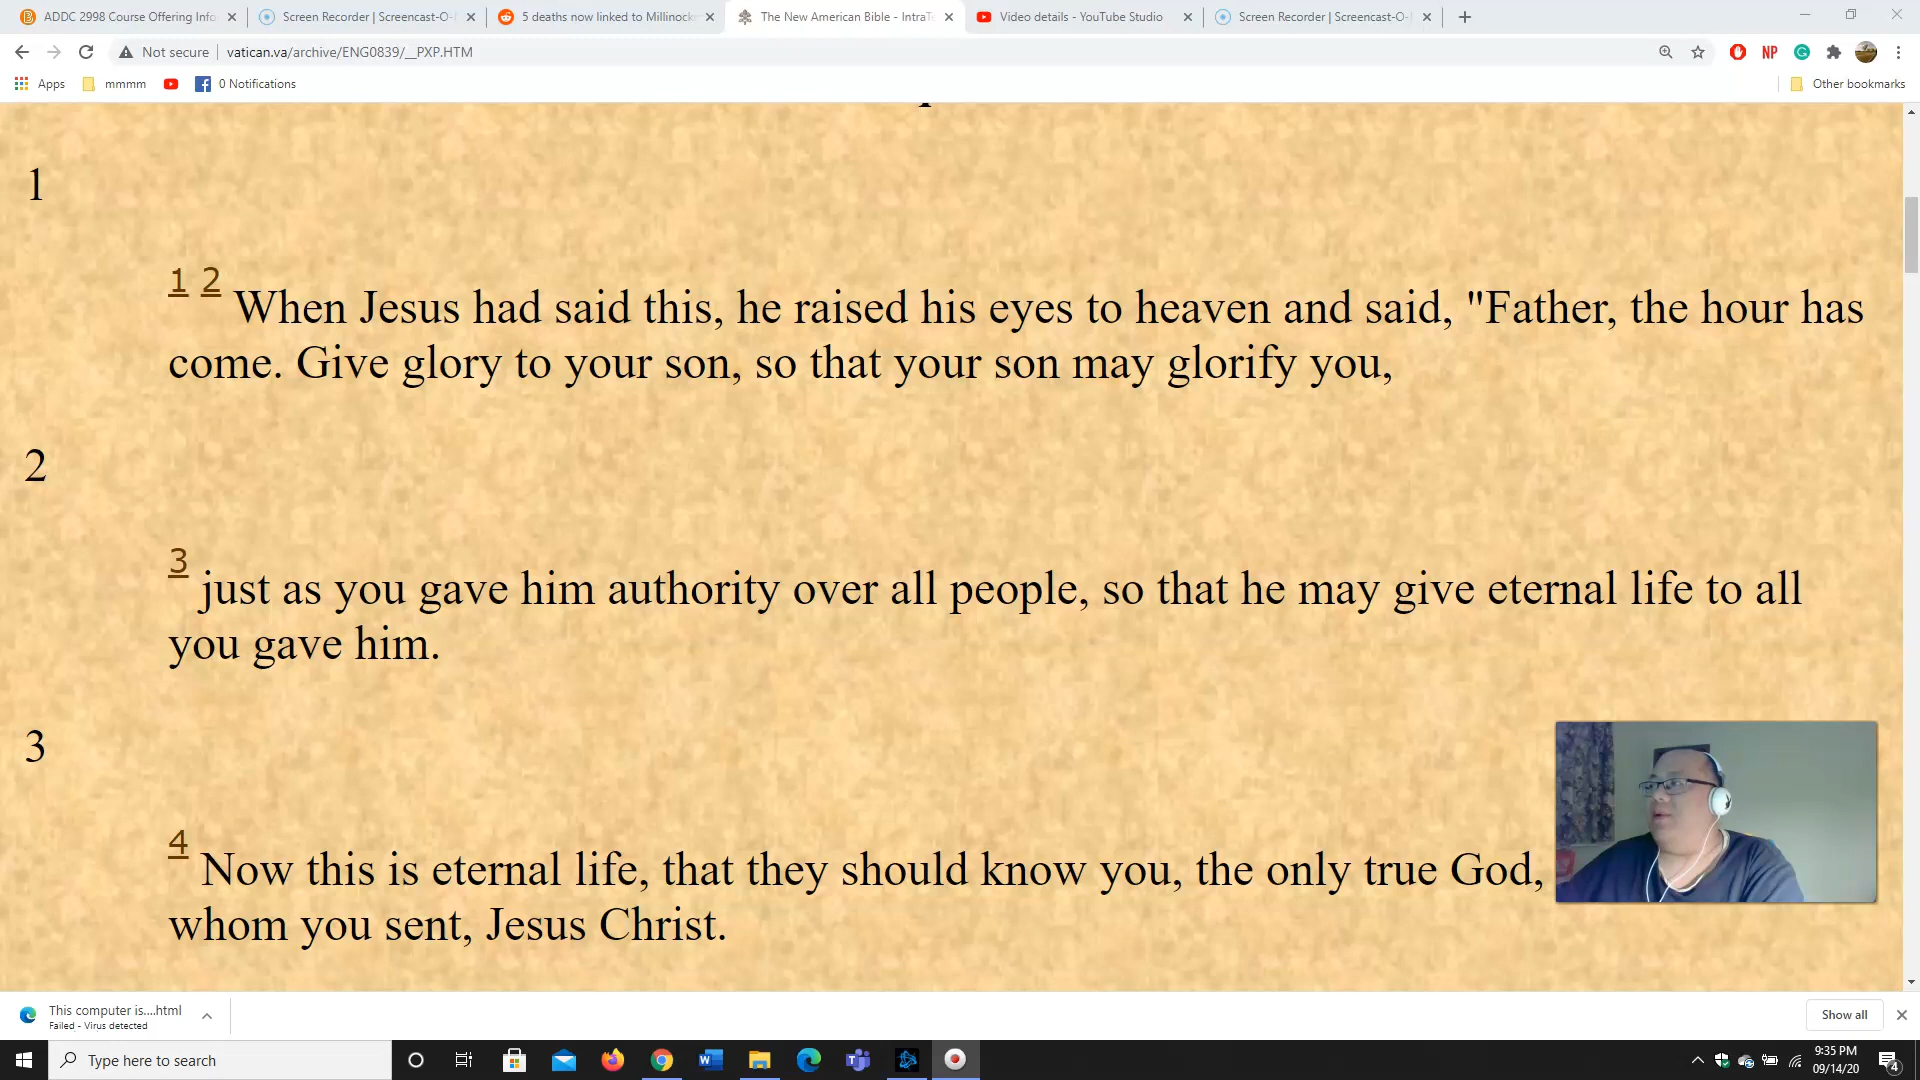 ADDC 2998 Course Offering Info
Screen Recorder | Screencast-O-
5 deaths now linked to Millinock
The New American Bible - IntraT
Video details - YouTube Studio
Screen Recorder | Screencast-O-
Not secure
vatican.va/archive/ENG0839/__PXP.HTM
NP
Apps
mmmm
0 Notifications
Other bookmarks
1
1 2 When Jesus had said this, he raised his eyes to heaven and said, "Father, the hour has
come. Give glory to your son, so that your son may glorify you,
2
3 just as you gave him authority over all people, so that he may give eternal life to all
you gave him.
3
4 Now this is eternal life, that they should know you, the only true God,
whom you sent, Jesus Christ.
This computer is....html
Failed - Virus detected
Show all
Type here to search
9:35 PM
09/14/20
4